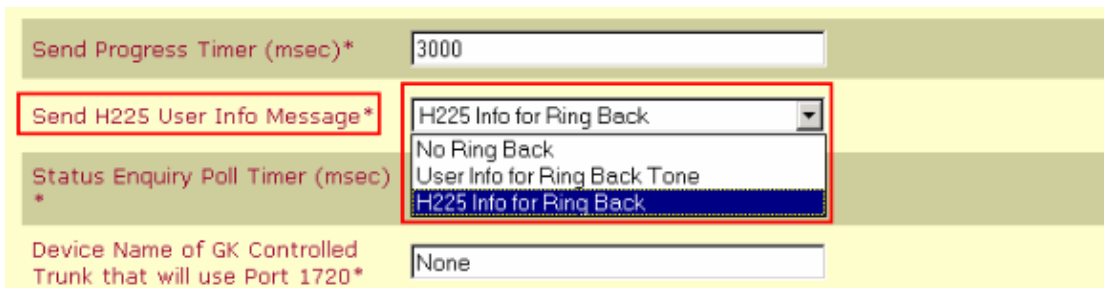 Send Progress Timer (msec)*
3000
Send H225 User Info Message*
H225 Info for Ring Back
No Ring Back
User Info for Ring Back Tone
H225 Info for Ring Back
Status Enquiry Poll Timer (msec)
*
Device Name of GK Controlled
Trunk that will use Port 1720*
None